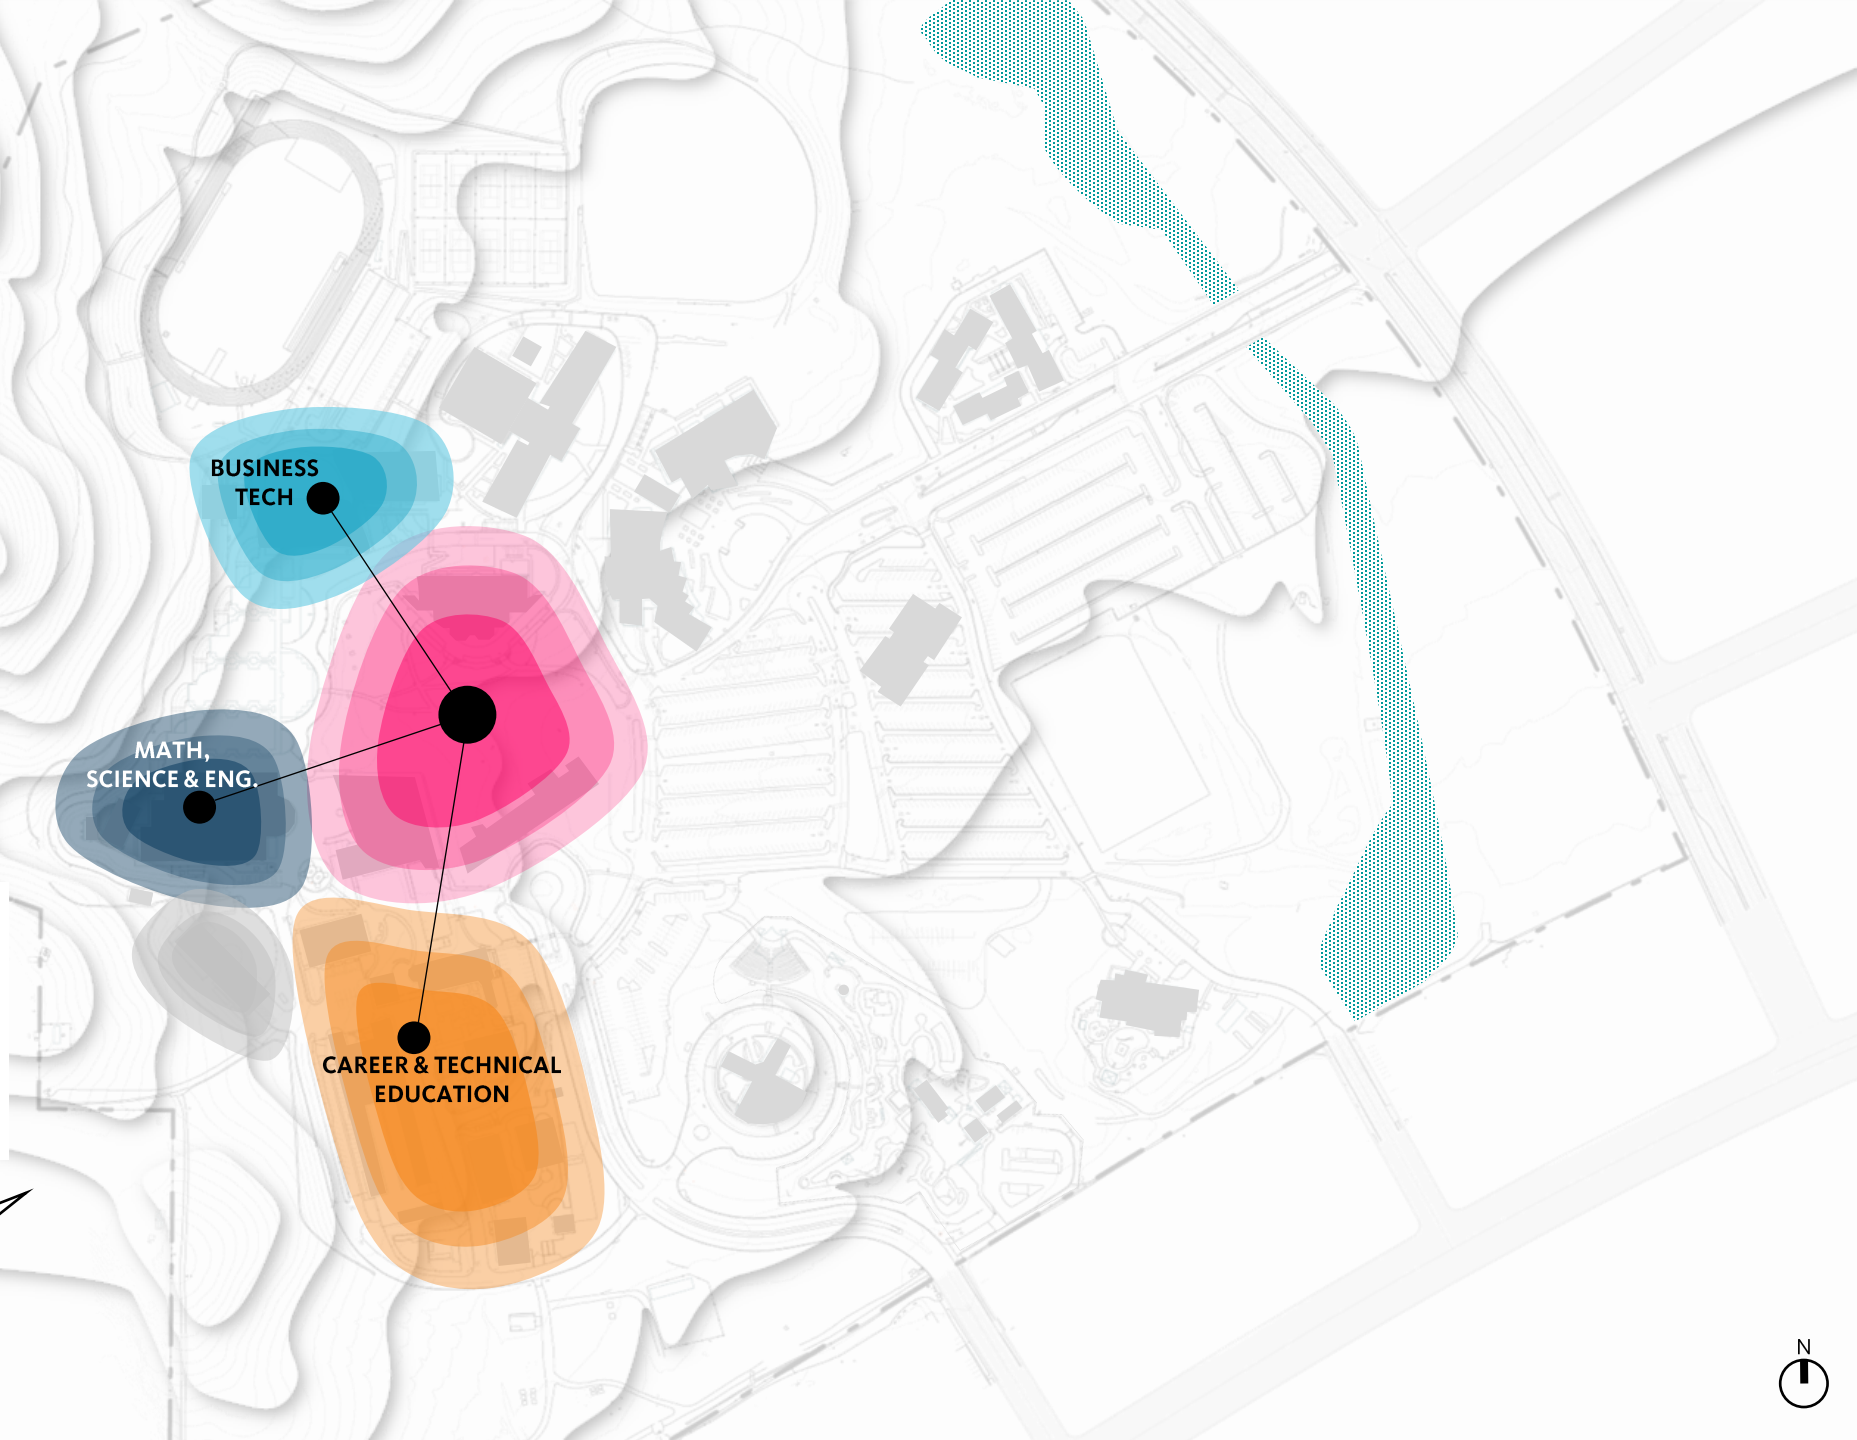 BUSINESS
TECH
MATH,
SCIENCE & ENG.
CAREER & TECHNICAL
EDUCATION
N